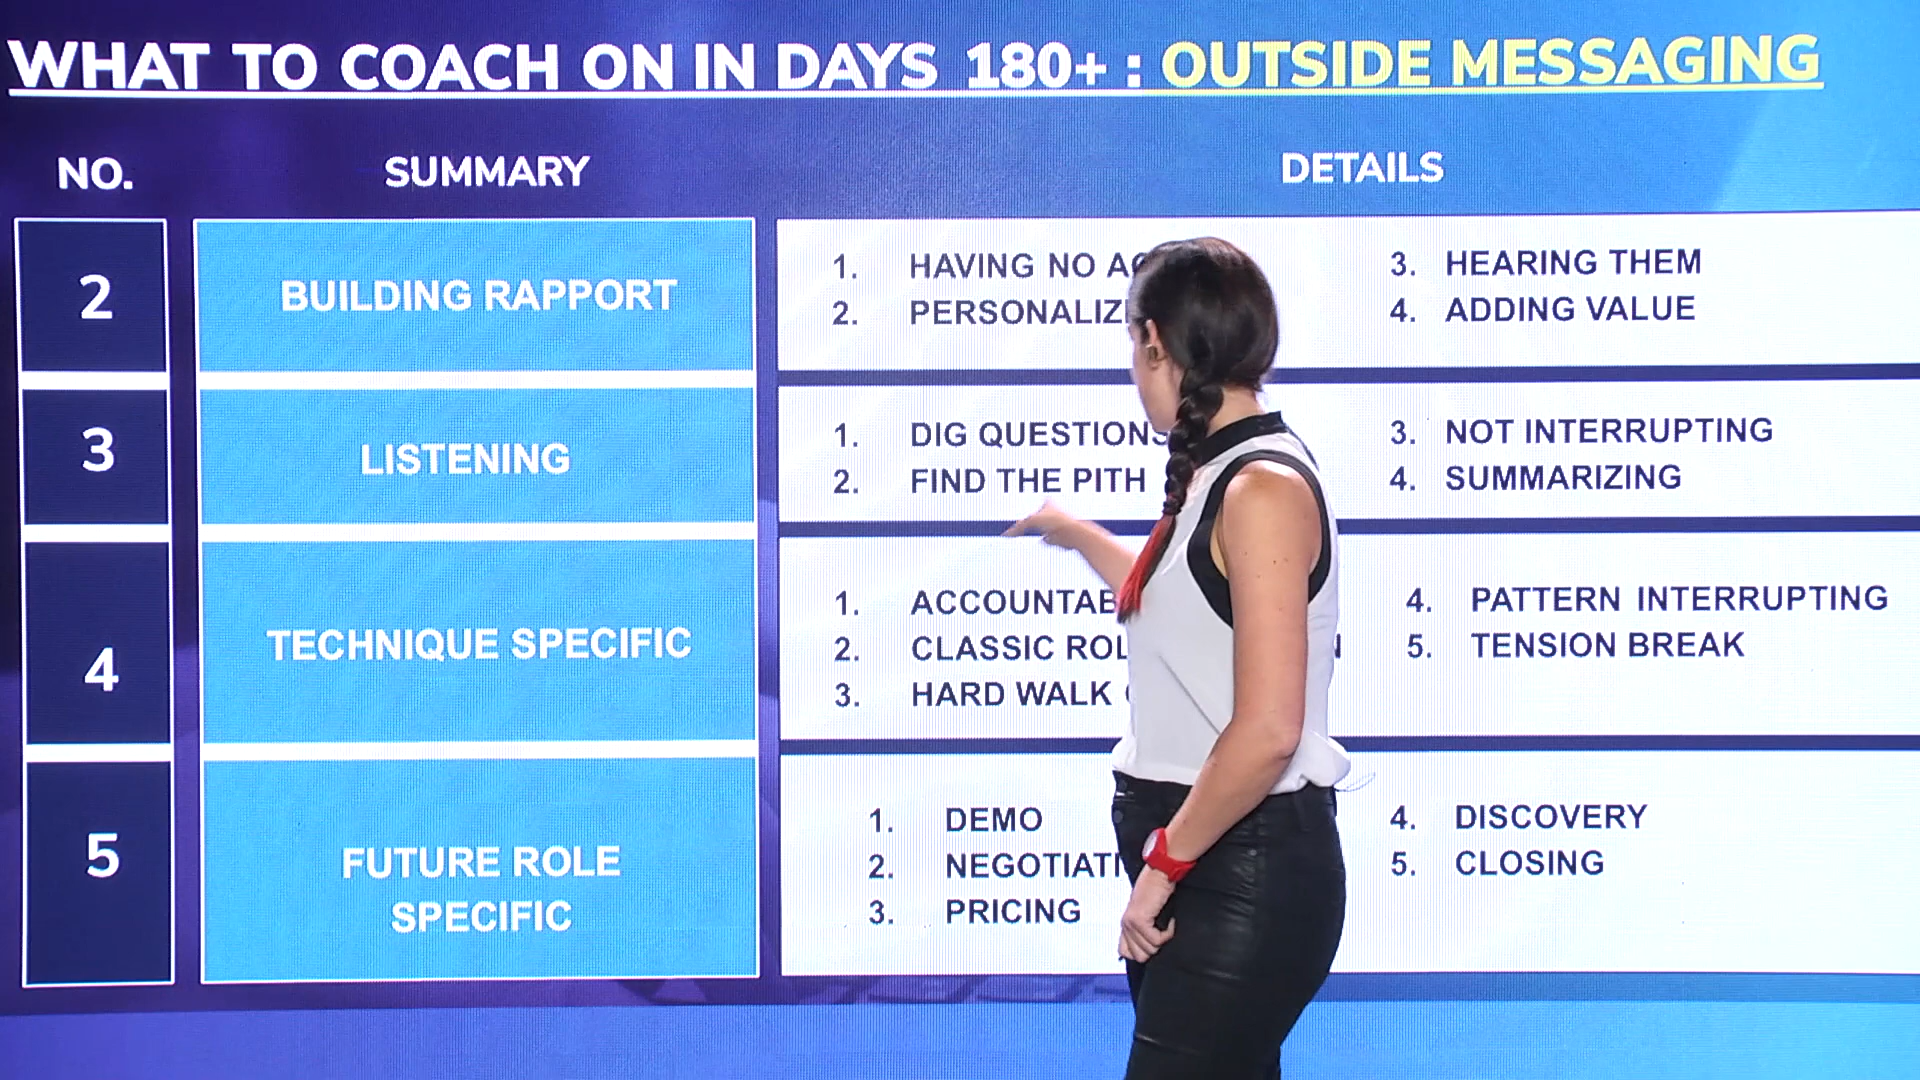 WHAT TO COACH ON IN DAYS 180+ : OUTSIDE MESSAGING
NO. SUMMARY DETAILS
2
BUILDING RAPPORT
1. HAVING NO
2.
3. HEARING THEM
4. ADDING VALUE
3
LISTENING
1. DIG QUESTIONS
2. FIND THE PITH
3. NOT INTERRUPTING
4. SUMMARIZING
4
TECHNIQUE SPECIFIC
1.
2. CLASSIC
3. HARD WALK
4. PATTERN INTERRUPTING
5. TENSION BREAK
5
FUTURE ROLE
SPECIFIC
1. DEMO
2.
3. PRICING
4. DISCOVERY
5. CLOSING